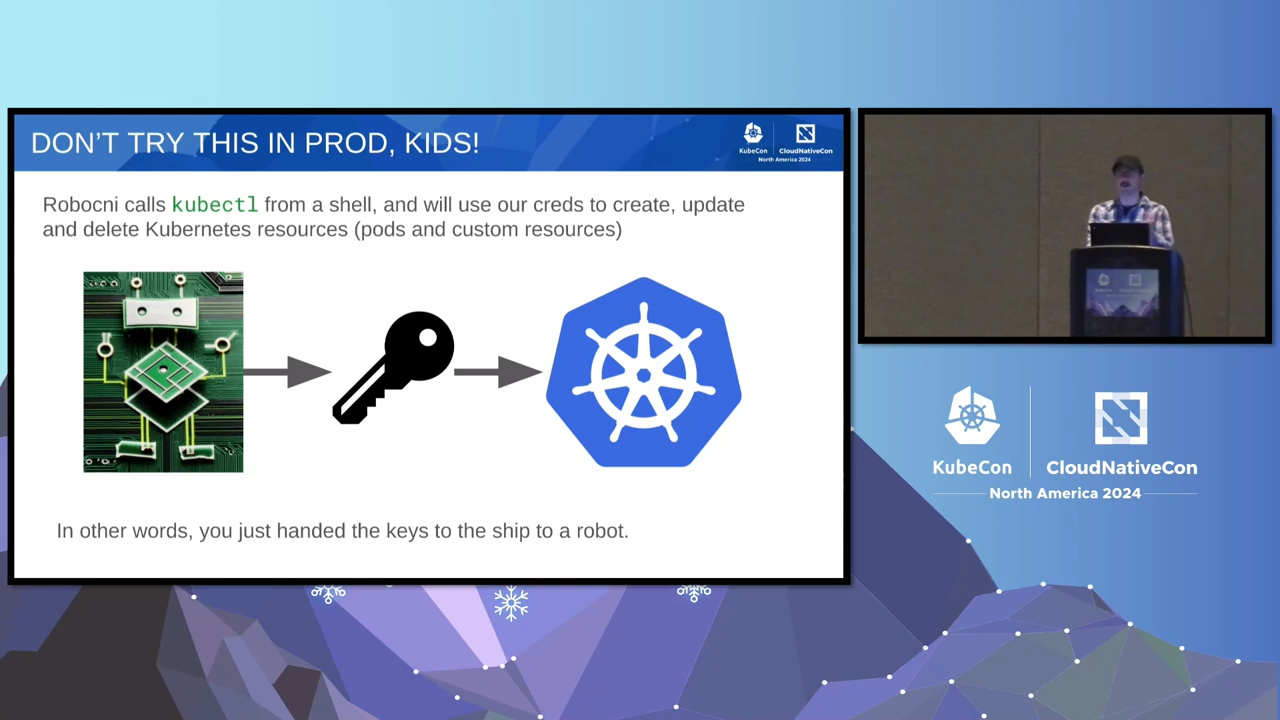 DON'T TRY THIS IN PROD, KIDS!
KubeCon
CloudNativeCon
North America 2024
Robocni calls kubectl from a shell, and will use our creds to create, update
and delete Kubernetes resources (pods and custom resources)
In other words, you just handed the keys to the ship to a robot.
KubeCon
CloudNativeCon
North America 2024